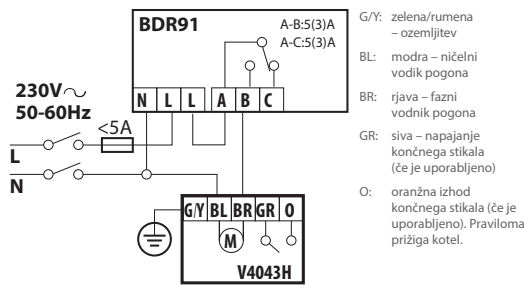 BDR91
A-B:5(3)A
A-C:5(3)A
230V~
50-60Hz
<5A
N L L A B C
L
N
G/Y BL BR GR O
M
V4043H
G/Y: zelena/rumena
– ozemljitev
BL: modra – ničelni
vodik pogona
BR: rjava – fazni
vodnik pogona
GR: siva – napajanje
končnega stikala
(če je uporabljeno)
O: oranžna izhod
končnega stikala (če je
uporabljeno). Praviloma
prižiga kotel.